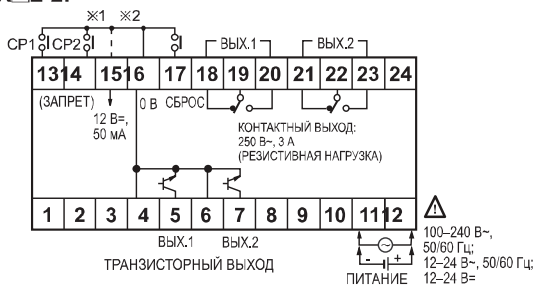 ※1 ※2
СР1 СР2 ВЫХ.1 ВЫХ.2
13 14 15 16 17 18 19 20 21 22 23 24
(ЗАПРЕТ) 0 В СБРОС
12 В=,
50 мА
КОНТАКТНЫЙ ВЫХОД:
250 В~, 3 А
(РЕЗИСТИВНАЯ НАГРУЗКА)
1 2 3 4 5 6 7 8 9 10 11 12
ВЫХ.1 ВЫХ.2
ТРАНЗИСТОРНЫЙ ВЫХОД
- +
ПИТАНИЕ
100–240 В~,
50/60 Гц;
12–24 В~, 50/60 Гц;
12–24 В=